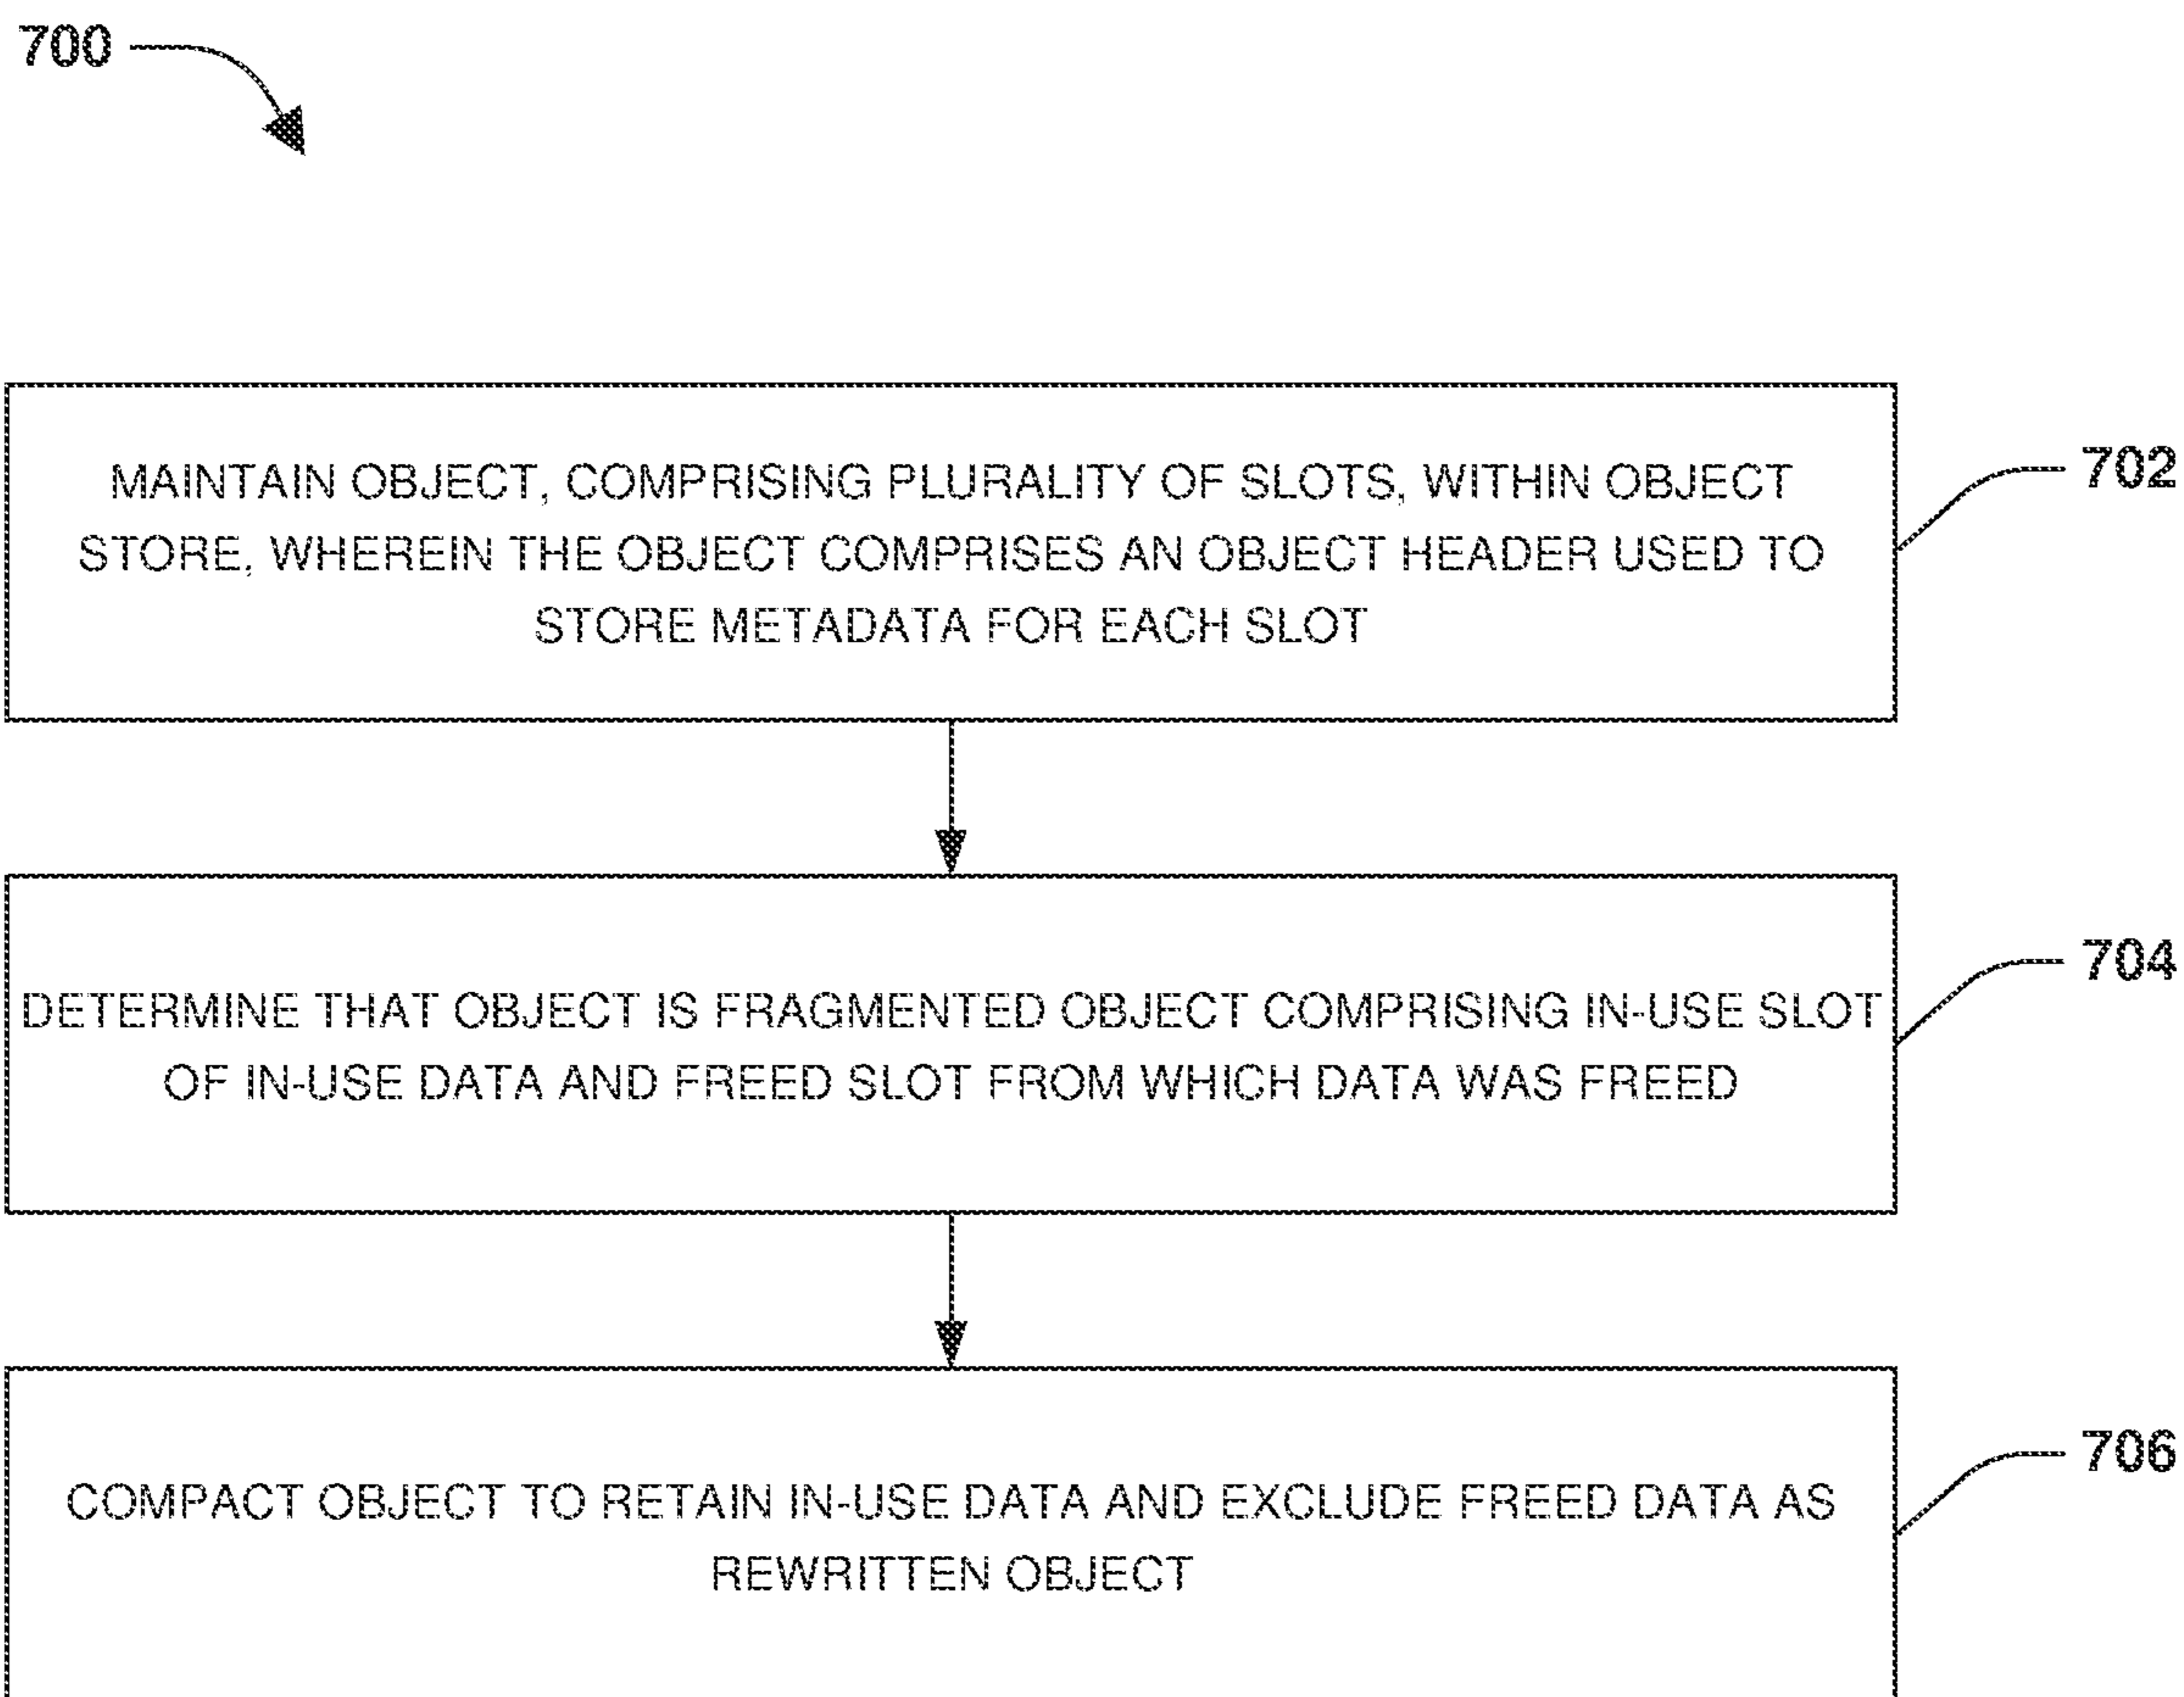 700
MAINTAIN OBJECT, COMPRISING PLURALITY OF SLOTS, WITHIN OBJECT
STORE, WHEREIN THE OBJECT COMPRISES AN OBJECT HEADER USED TO
STORE METADATA FOR EACH SLOT
702
DETERMINE THAT OBJECT IS FRAGMENTED OBJECT COMPRISING IN-USE SLOT
OF IN-USE DATA AND FREED SLOT FROM WHICH DATA WAS FREED
704
COMPACT OBJECT TO RETAIN IN-USE DATA AND EXCLUDE FREED DATA AS
REWRITTEN OBJECT
706